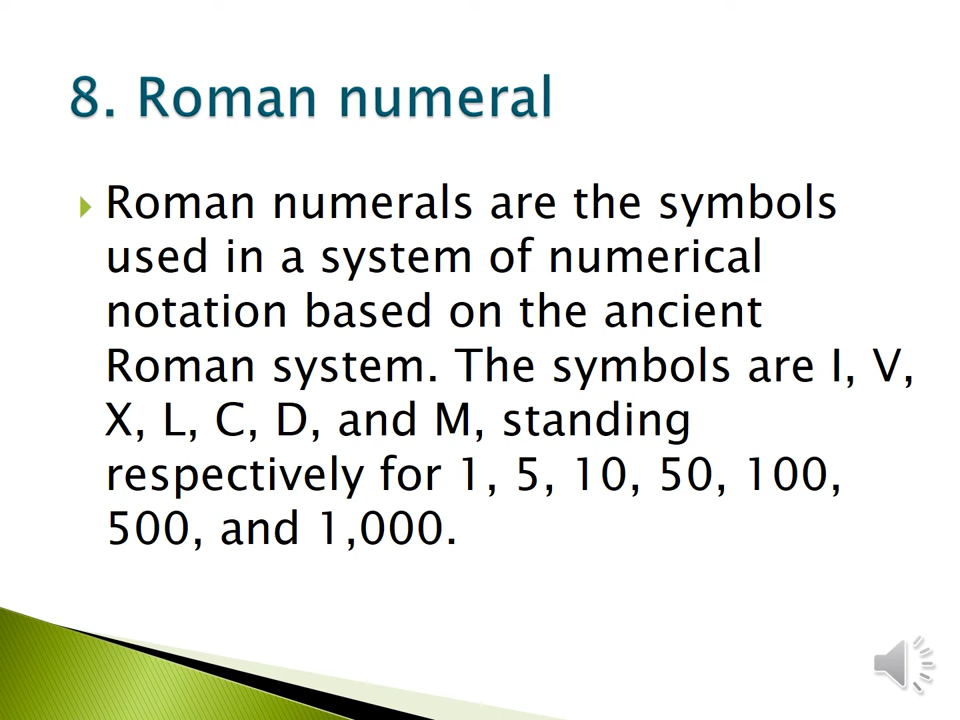 8. Roman numeral
Roman numerals are the symbols
used in a system of numerical
notation based on the ancient
Roman system. The symbols are I, V,
X, L, C, D, and M, standing
respectively for 1, 5, 10, 50, 100,
500, and 1,000.